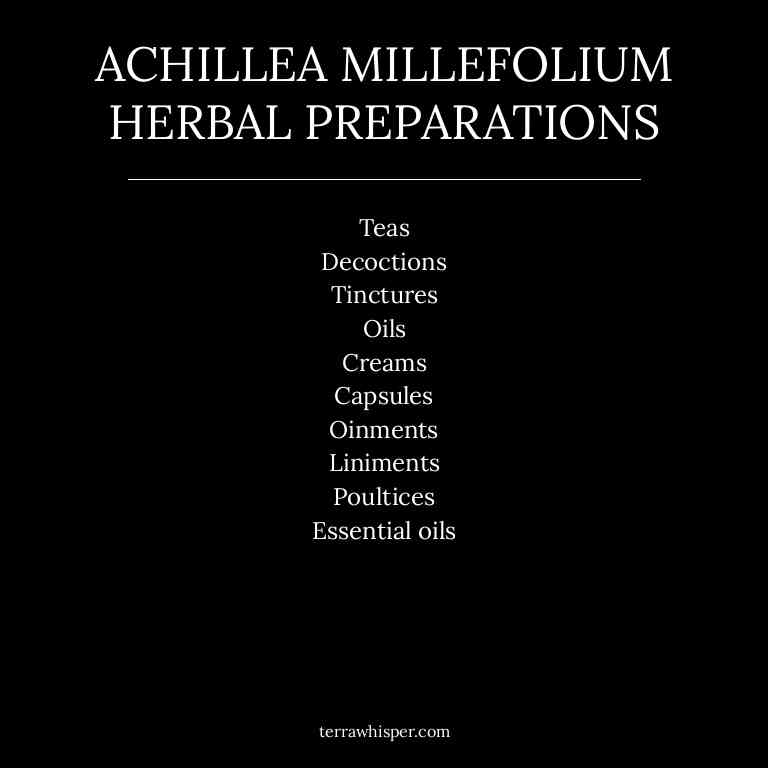 ACHILLEA MILLEFOLIUM
HERBAL PREPARATIONS
Teas
Decoctions
Tinctures
Oils
Creams
Capsules
Oinments
Liniments
Poultices
Essential oils
terrawhisper.com